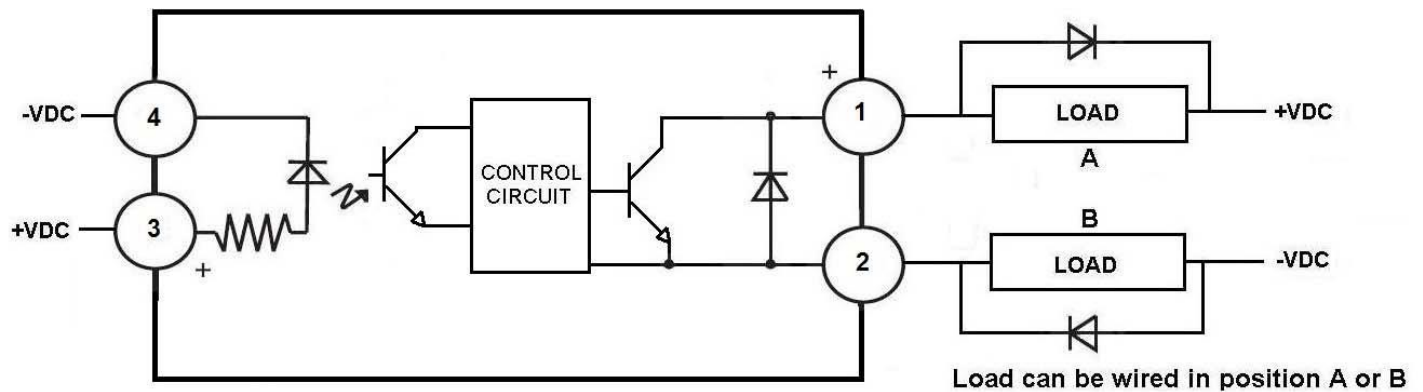 -VDC
4
+VDC
3
+
CONTROL
CIRCUIT
+
1
2
LOAD
A
+VDC
B
LOAD
-VDC
Load can be wired in position A or B